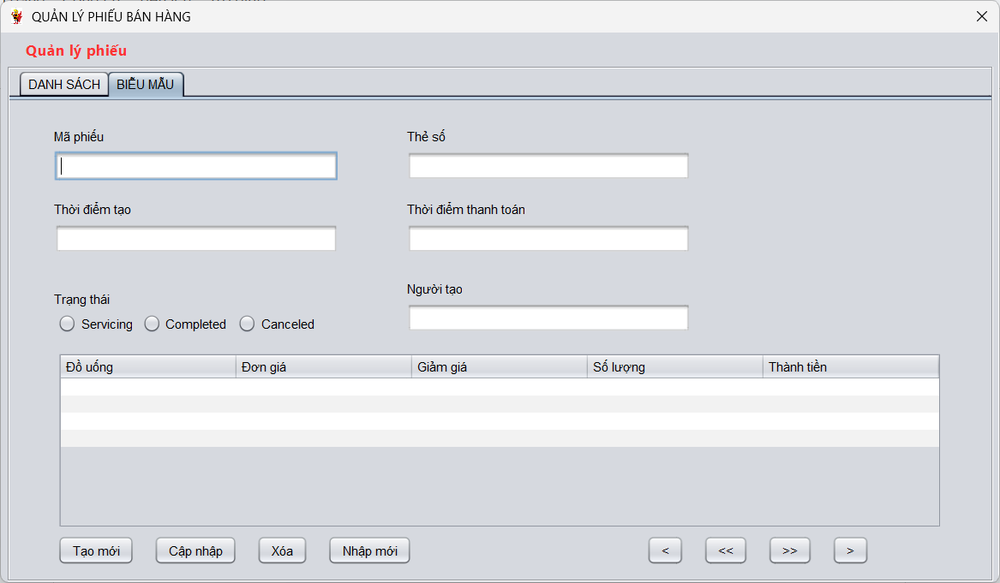 QUẢN LÝ PHIẾU BÁN HÀNG
Quản lý phiếu
DANH SÁCH BIỄU MẪU
Mã phiếu Thẻ số
Thời điểm tạo Thời điểm thanh toán
Người tạo
Trạng thái
Servicing Completed Canceled
Đồ uống Đơn giá Giảm giá Số lượng Thành tiền
Tạo mới Cập nhập Xóa Nhập mới < << >> >